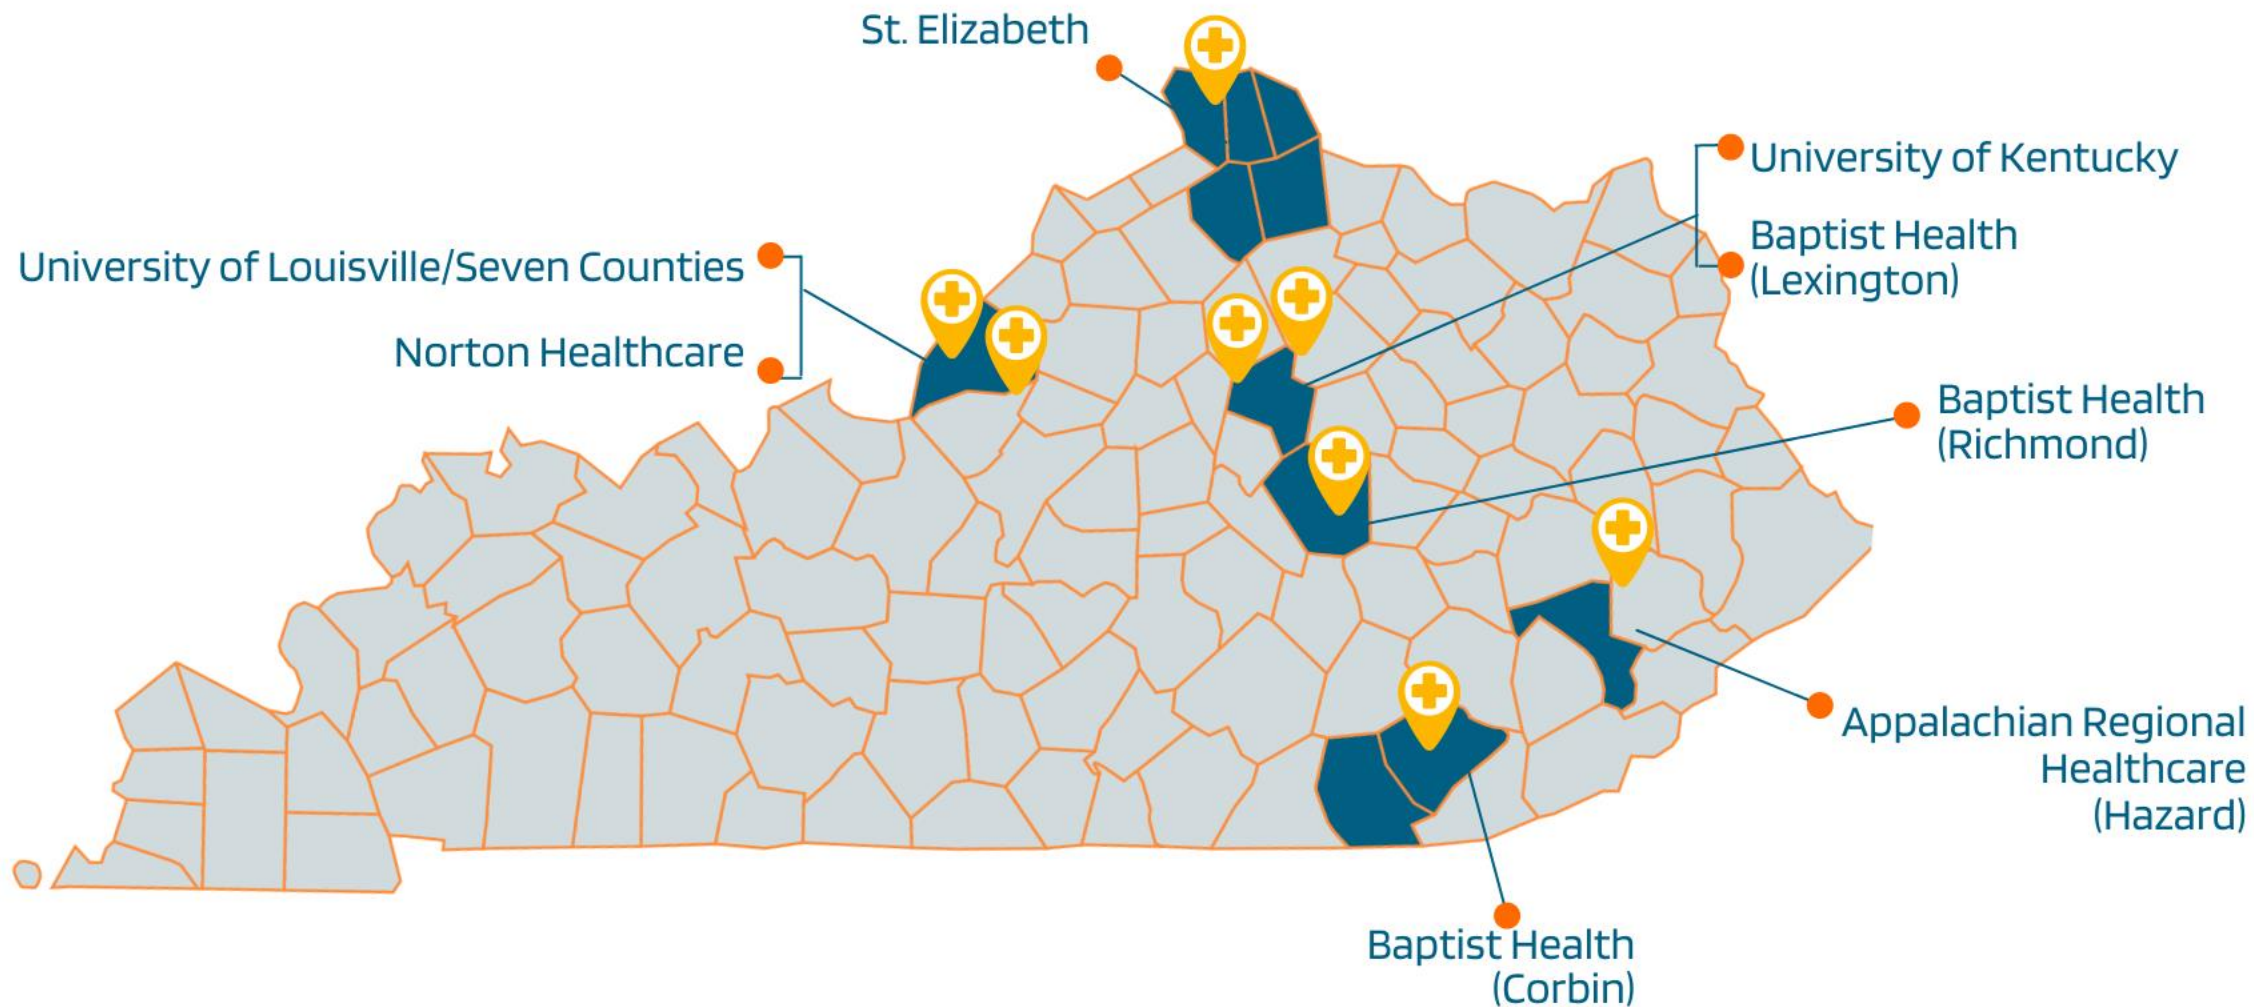 St. Elizabeth
University of Kentucky
Baptist Health
(Lexington)
University of Louisville/Seven Counties
Norton Healthcare
Baptist Health
(Richmond)
Appalachian Regional
Healthcare
(Hazard)
Baptist Health
(Corbin)